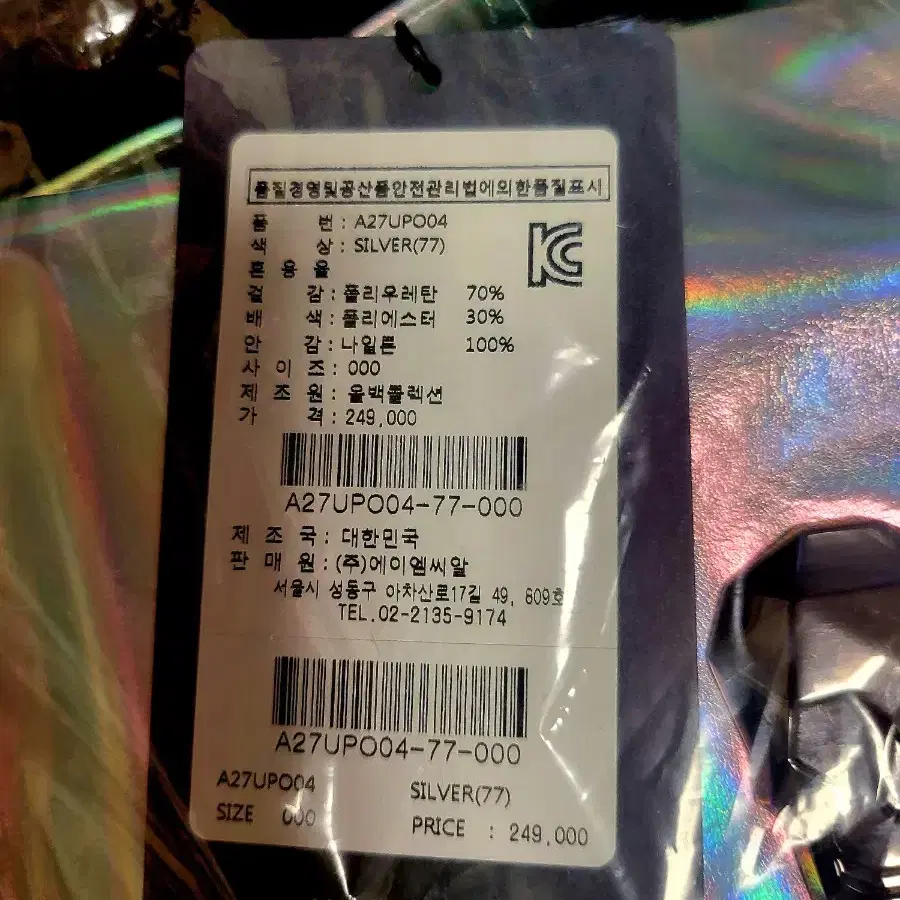 품질경영및공산품안전관리법에의한품질표시
품 번 : A27UPO04
색 상 : SILVER(77)
KC
혼 용 율
겉 감 : 폴리우레탄 70%
배 색 : 폴리에스터 30%
안 감 : 나일론 100%
사 이 즈 : 000
제 조 원 : 올백콜렉션
가 격 : 249,000
A27UPO04-77-000
제 조 국 : 대한민국
판 매 원 : (주)에이엠씨알
서울시 성동구 아차산로17길 49, 809호
TEL.02-2135-9174
A27UPO04-77-000
A27UPO04 SILVER(77)
SIZE 000 PRICE : 249,000